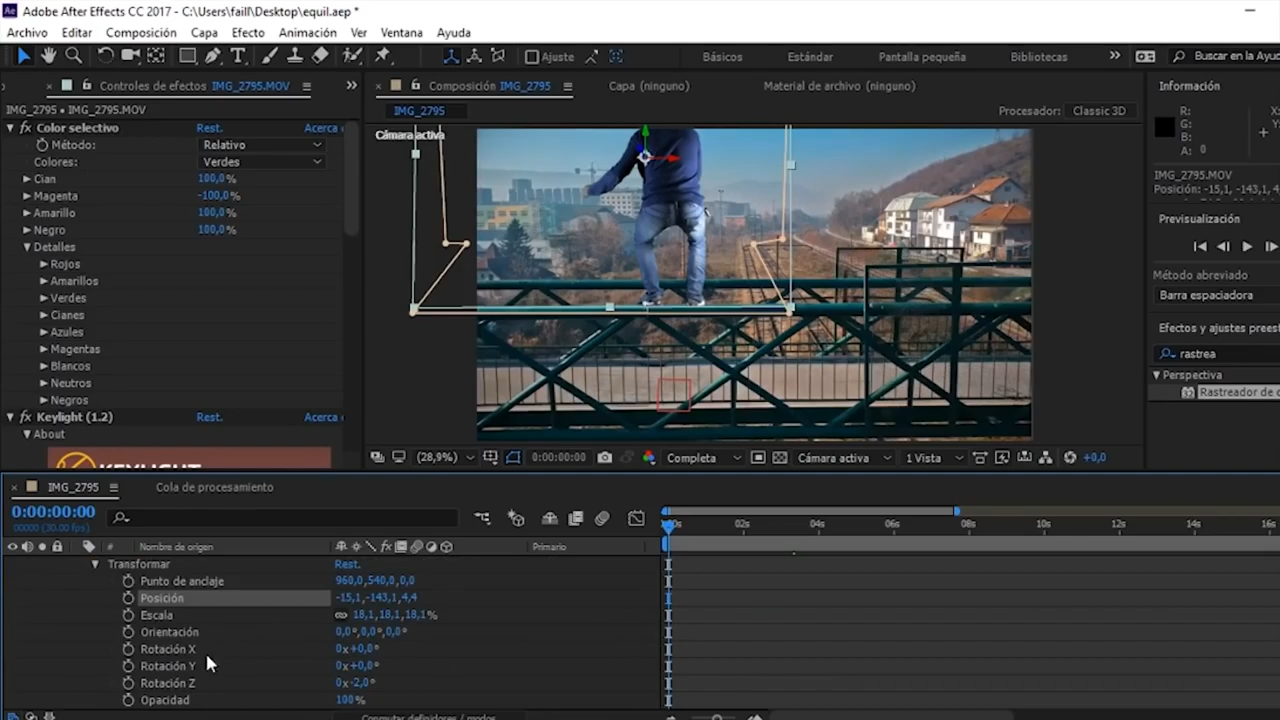 Adobe After Effects CC 2017 - C:\Users\faill\Desktop\equil.aep *
Archivo Editar Composición Capa Efecto Animación Ver Ventana Ayuda
Ajuste Básicos Estándar Pantalla pequeña Bibliotecas Buscar en la Ayu
Controles de efectos IMG_2795.MOV Composición IMG_2795 Capa (ninguno) Material de archivo (ninguno) Información
IMG_2795 • IMG_2795.MOV IMG_2795 Procesador: Classic 3D
Color selectivo Rest. Acerca
Cámara activa
R:
G:
B:
A: 0
X:
Método: Relativo
Colores: Verdes
Cian 100,0%
Magenta -100,0%
Amarillo 100,0%
Negro 100,0%
Detalles
Rojos
Amarillos
Verdes
Cianes
Azules
Magentas
Blancos
Neutros
Negros
Keylight (1.2) Rest. Acerca
About
KEYLIGHT
IMG_2795.MOV
Posición: -15,1, -143,1, 4
Previsualización
Método abreviado
Barra espaciadora
Efectos y ajustes preest
rastrea
Perspectiva
Rastreador de c
(28,9%) 0:00:00:00 Completa Cámara activa 1 Vista +0,0
IMG_2795 Cola de procesamiento
0:00:00:00
00000 (30.00 fps)
02s 04s 06s 08s 10s 12s 14s 16s
# Nombre de origen Primario
Transformar Rest.
Punto de anclaje 960,0,540,0,0,0
Posición -15,1,-143,1,4,4
Escala 18,1,18,1,18,1%
Orientación 0,0°,0,0°,0,0°
Rotación X 0x+0,0°
Rotación Y 0x+0,0°
Rotación Z 0x-2,0°
Opacidad 100%
Conmutar definidores / modos